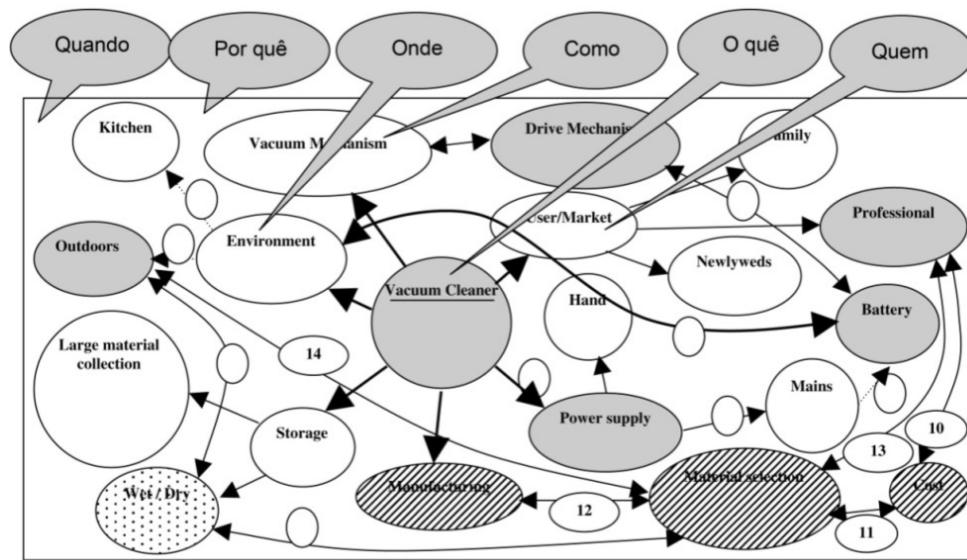 Quando
Por quê
Onde
Como
O quê
Quem
Kitchen
Vacuum Mechanism
Drive Mechanism
Family
User/Market
Professional
Outdoors
Environment
Newlyweds
Vacuum Cleaner
Hand
Battery
Large material
collection
14
Mains
Power supply
Storage
10
13
Wet / Dry
Manufacturing
Material selection
12
11